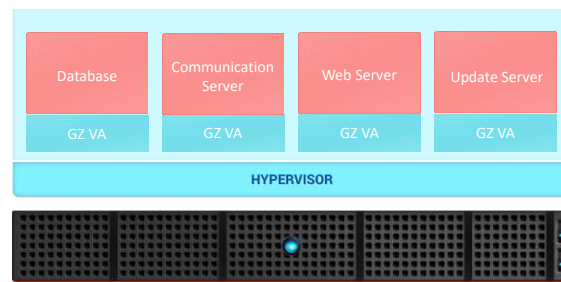 Database
Communication
Server
Web Server
Update Server
GZ VA
GZ VA
GZ VA
GZ VA
HYPERVISOR